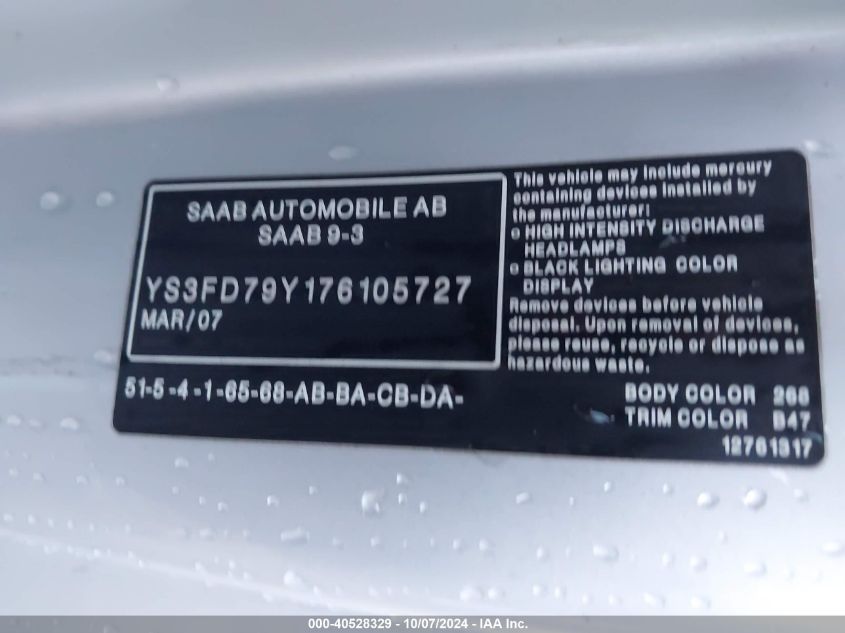 SAAB AUTOMOBILE AB
SAAB 9-3
YS3FD79Y176105727
MAR/07
51-5-4-1-65-68-AB-BA-CB-DA-
This vehicle may include mercury
containing devices installed by
the manufacturer:
o HIGH INTENSITY DISCHARGE
HEADLAMPS
o BLACK LIGHTING COLOR
DISPLAY
Remove devices before vehicle
disposal. Upon removal of devices,
please reuse, recycle or dispose as
hazardous waste.
BODY COLOR 266
TRIM COLOR B47
12761317
000-40528329 - 10/07/2024 - IAA Inc.